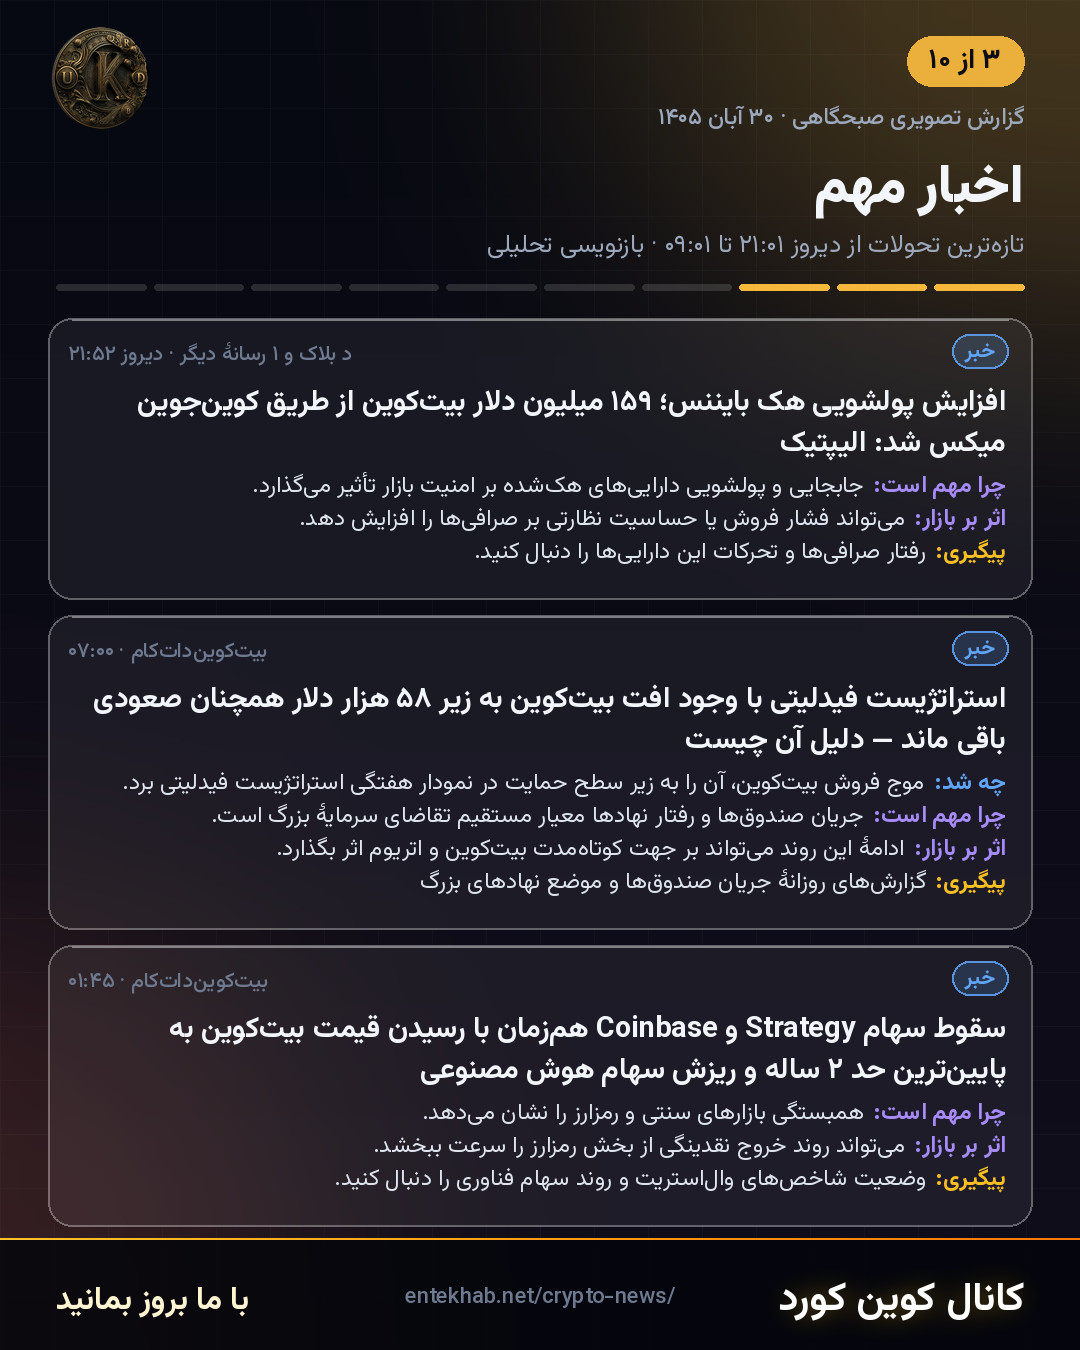 ۳ از ۱۰
گزارش تصویری صبحگاهی · ۳۰ آبان ۱۴۰۵
اخبار مهم
تازه‌ترین تحولات از دیروز ۲۱:۰۱ تا ۰۹:۰۱ · بازنویسی تحلیلی
خبر
د بلاک و ۱ رسانهٔ دیگر · دیروز ۲۱:۵۲
افزایش پولشویی هک بایننس؛ ۱۵۹ میلیون دلار بیت‌کوین از طریق کوین‌جوین
میکس شد: الیپتیک
چرا مهم است: جابجایی و پولشویی دارایی‌های هک‌شده بر امنیت بازار تأثیر می‌گذارد.
اثر بر بازار: می‌تواند فشار فروش یا حساسیت نظارتی بر صرافی‌ها را افزایش دهد.
پیگیری: رفتار صرافی‌ها و تحرکات این دارایی‌ها را دنبال کنید.
خبر
بیت‌کوین‌دات‌کام · ۰۷:۰۰
استراتژیست فیدلیتی با وجود افت بیت‌کوین به زیر ۵۸ هزار دلار همچنان صعودی
باقی ماند — دلیل آن چیست
چه شد: موج فروش بیت‌کوین، آن را به زیر سطح حمایت در نمودار هفتگی استراتژیست فیدلیتی برد.
چرا مهم است: جریان صندوق‌ها و رفتار نهادها معیار مستقیم تقاضای سرمایهٔ بزرگ است.
اثر بر بازار: ادامهٔ این روند می‌تواند بر جهت کوتاه‌مدت بیت‌کوین و اتریوم اثر بگذارد.
پیگیری: گزارش‌های روزانهٔ جریان صندوق‌ها و موضع نهادهای بزرگ
خبر
بیت‌کوین‌دات‌کام · ۰۱:۴۵
سقوط سهام Strategy و Coinbase هم‌زمان با رسیدن قیمت بیت‌کوین به
پایین‌ترین حد ۲ ساله و ریزش سهام هوش مصنوعی
چرا مهم است: همبستگی بازارهای سنتی و رمزارز را نشان می‌دهد.
اثر بر بازار: می‌تواند روند خروج نقدینگی از بخش رمزارز را سرعت ببخشد.
پیگیری: وضعیت شاخص‌های وال‌استریت و روند سهام فناوری را دنبال کنید.
کانال کوین کورد
entekhab.net/crypto-news/
با ما بروز بمانید